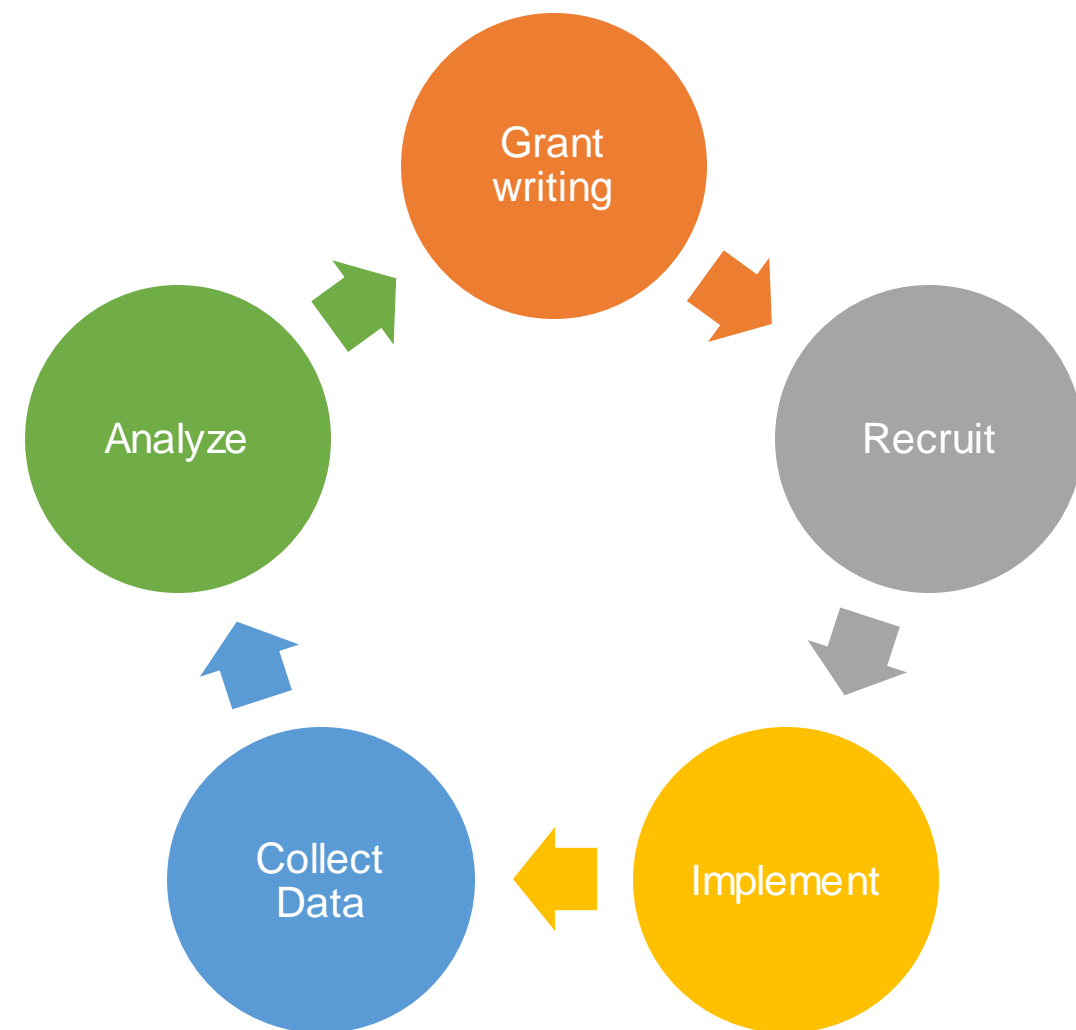 Grant
writing
Recruit
Implement
Collect
Data
Analyze